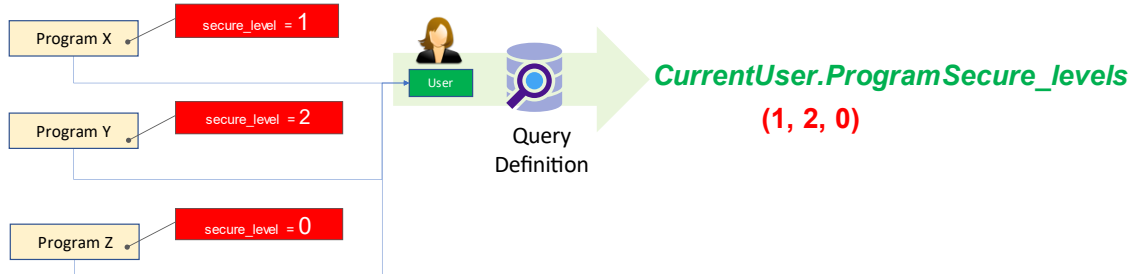 Program X
secure_level = 1
User
Program Y
secure_level = 2
Query
Definition
CurrentUser.ProgramSecure_levels
(1, 2, 0)
Program Z
secure_level = 0